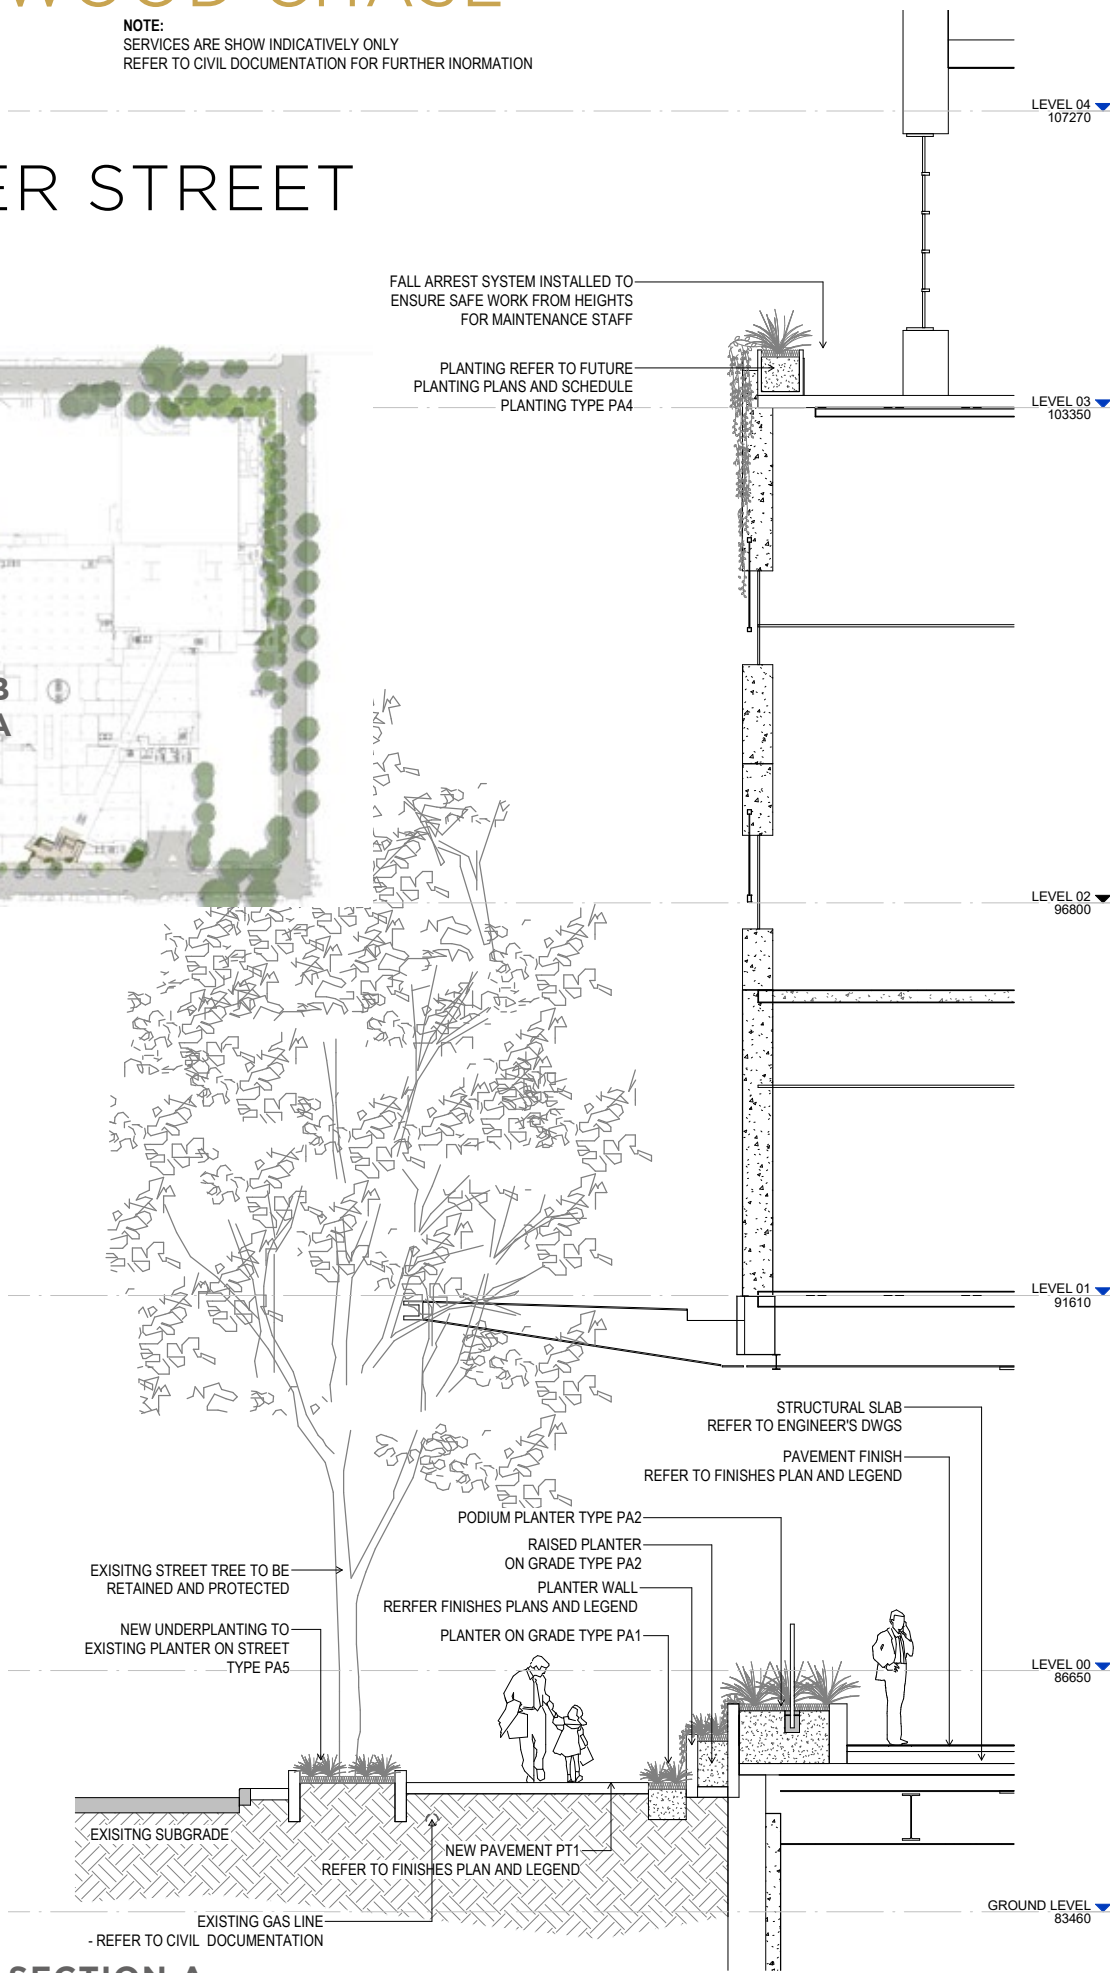 WOOD CHASE
NOTE:
SERVICES ARE SHOW INDICATIVELY ONLY
REFER TO CIVIL DOCUMENTATION FOR FURTHER INORMATION
LEVEL 04
107270
ER STREET
FALL ARREST SYSTEM INSTALLED TO
ENSURE SAFE WORK FROM HEIGHTS
FOR MAINTENANCE STAFF
PLANTING REFER TO FUTURE
PLANTING PLANS AND SCHEDULE
PLANTING TYPE PA4
LEVEL 03
103350
B
A
LEVEL 02
96800
LEVEL 01
91610
STRUCTURAL SLAB
REFER TO ENGINEER'S DWGS
PAVEMENT FINISH
REFER TO FINISHES PLAN AND LEGEND
PODIUM PLANTER TYPE PA2
RAISED PLANTER
ON GRADE TYPE PA2
PLANTER WALL
RERFER FINISHES PLANS AND LEGEND
PLANTER ON GRADE TYPE PA1
EXISITNG STREET TREE TO BE
RETAINED AND PROTECTED
NEW UNDERPLANTING TO
EXISTING PLANTER ON STREET
TYPE PA5
LEVEL 00
86650
EXISITNG SUBGRADE
NEW PAVEMENT PT1
REFER TO FINISHES PLAN AND LEGEND
EXISTING GAS LINE
- REFER TO CIVIL DOCUMENTATION
GROUND LEVEL
83460
SECTION A